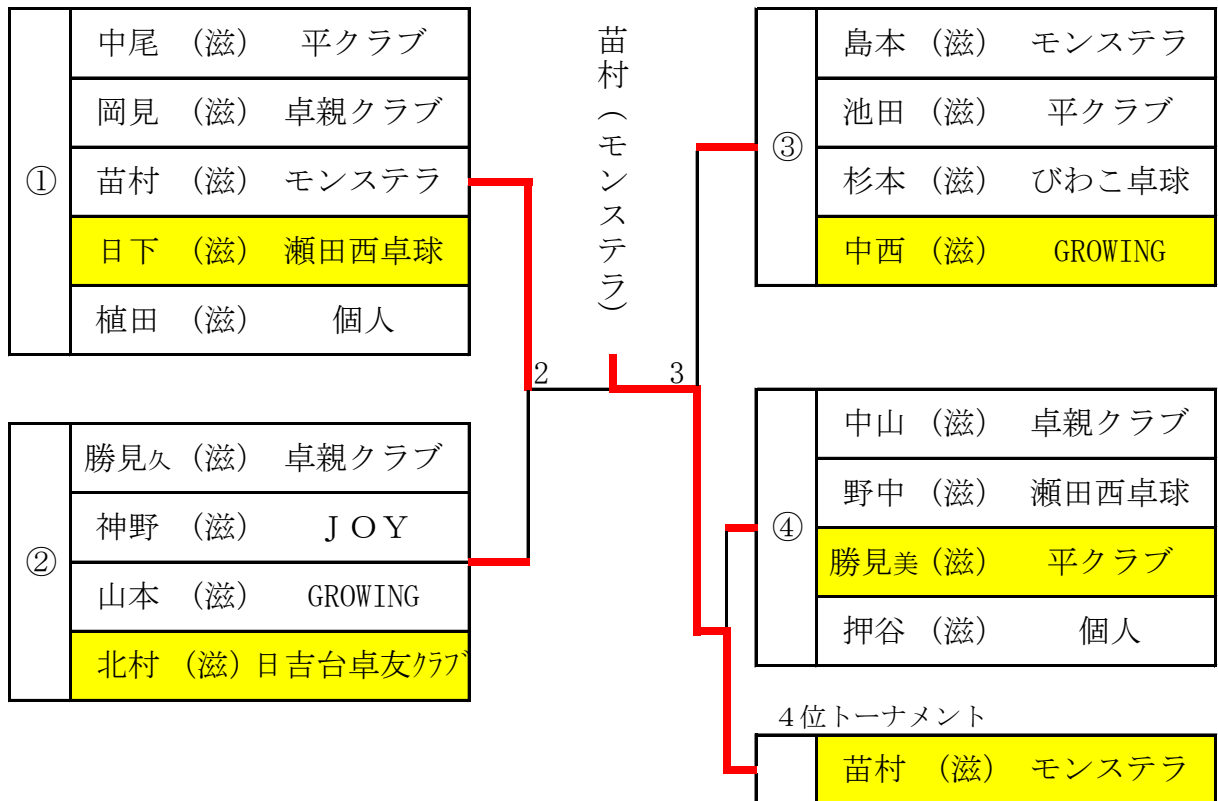 ①
中尾 (滋) 平クラブ
岡見 (滋) 卓親クラブ
苗村 (滋) モンステラ
日下 (滋) 瀬田西卓球
植田 (滋) 個人
②
勝見久 (滋) 卓親クラブ
神野 (滋) ＪＯＹ
山本 (滋) GROWING
北村 (滋) 日吉台卓友ｸﾗﾌﾞ
苗村（モンステラ）
2
3
③
島本 (滋) モンステラ
池田 (滋) 平クラブ
杉本 (滋) びわこ卓球
中西 (滋) GROWING
④
中山 (滋) 卓親クラブ
野中 (滋) 瀬田西卓球
勝見美 (滋) 平クラブ
押谷 (滋) 個人
４位トーナメント
苗村 (滋) モンステラ